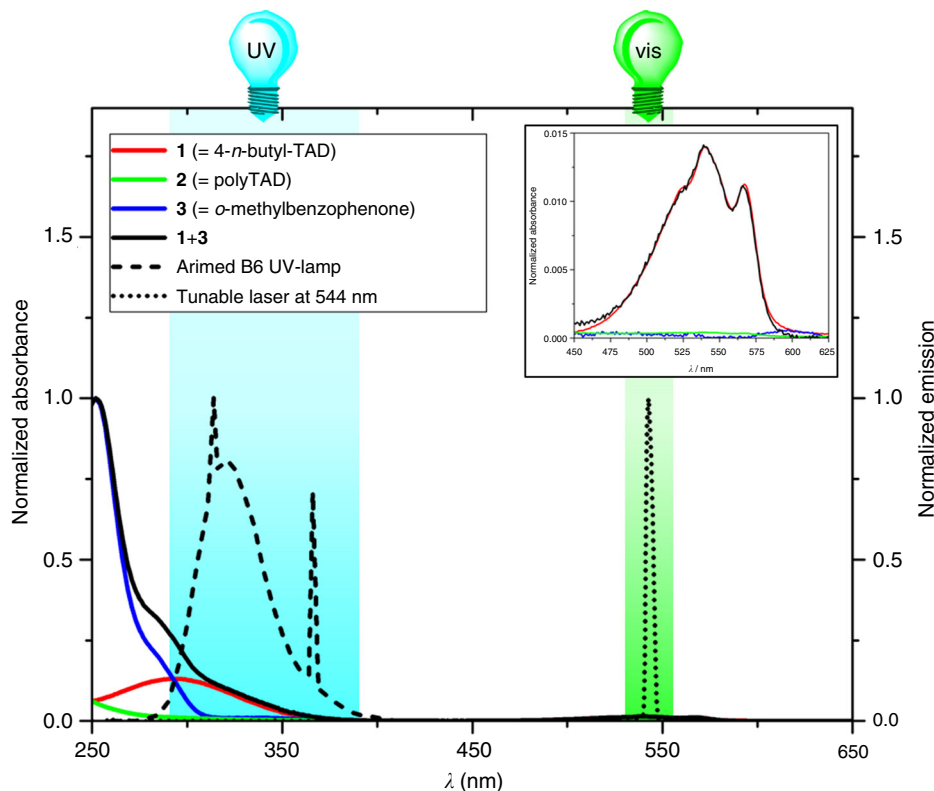 UV
vis
1 (= 4-n-butyl-TAD)
2 (= polyTAD)
3 (= o-methylbenzophenone)
1+3
Arimed B6 UV-lamp
Tunable laser at 544 nm
0.015
0.010
0.005
0.000
Normalized absorbance
450 475 500 525 550 575 600 625
λ / nm
1.5
1.0
0.5
0.0
Normalized absorbance
1.5
1.0
0.5
0.0
Normalized emission
250 350 450 550 650
λ (nm)